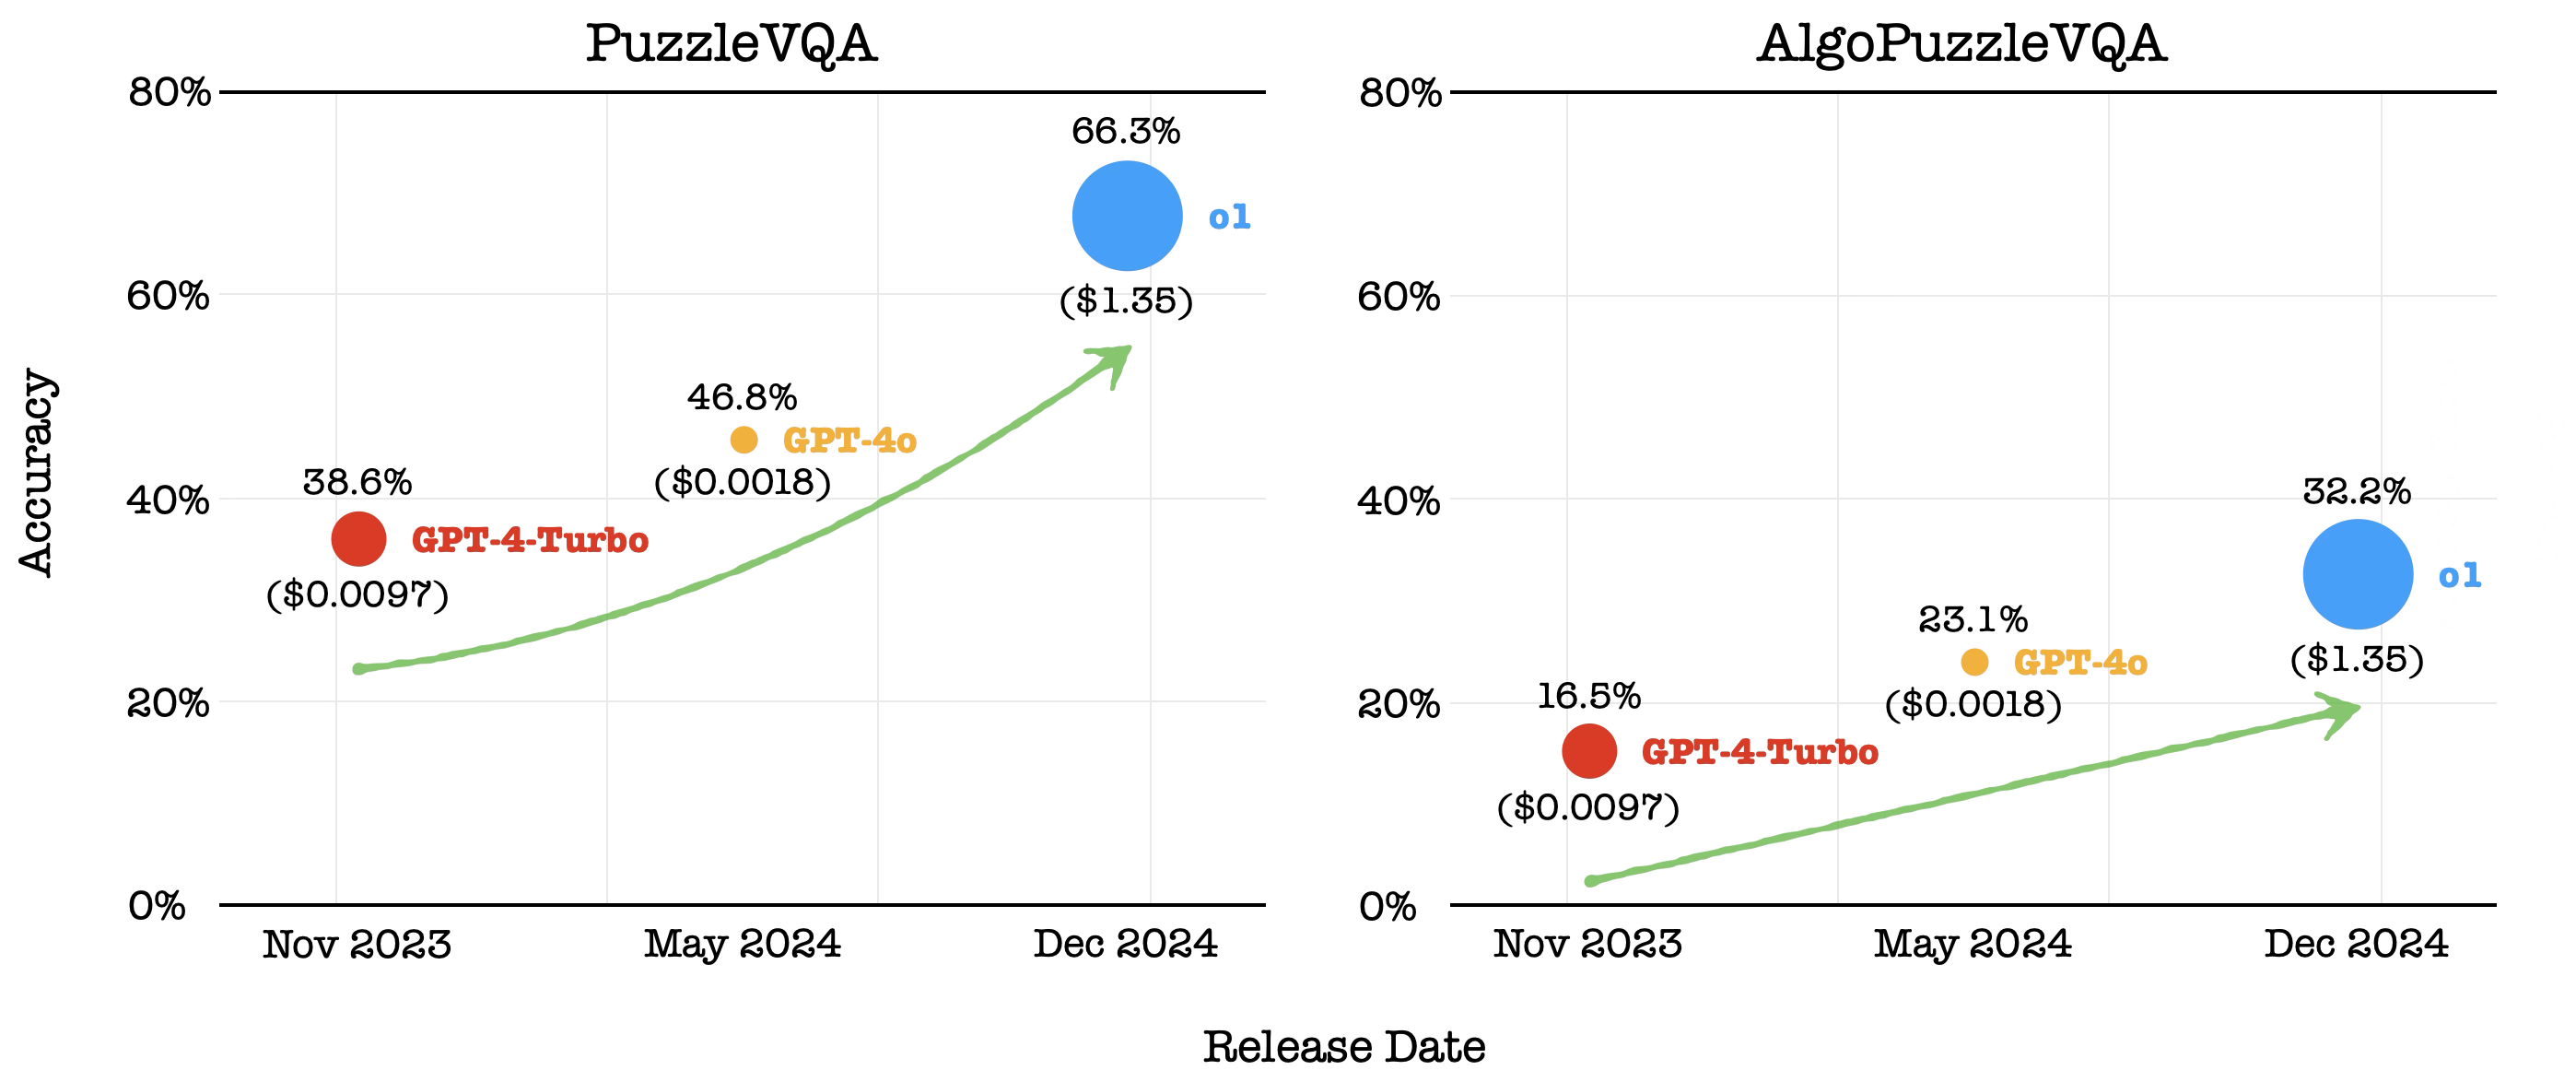 PuzzleVQA
80%
60%
40%
20%
0%
Accuracy
66.3%
o1
($1.35)
46.8%
GPT-4o
($0.0018)
38.6%
GPT-4-Turbo
($0.0097)
Nov 2023
May 2024
Dec 2024
AlgoPuzzleVQA
80%
60%
40%
20%
0%
32.2%
o1
($1.35)
23.1%
GPT-4o
($0.0018)
16.5%
GPT-4-Turbo
($0.0097)
Nov 2023
May 2024
Dec 2024
Release Date